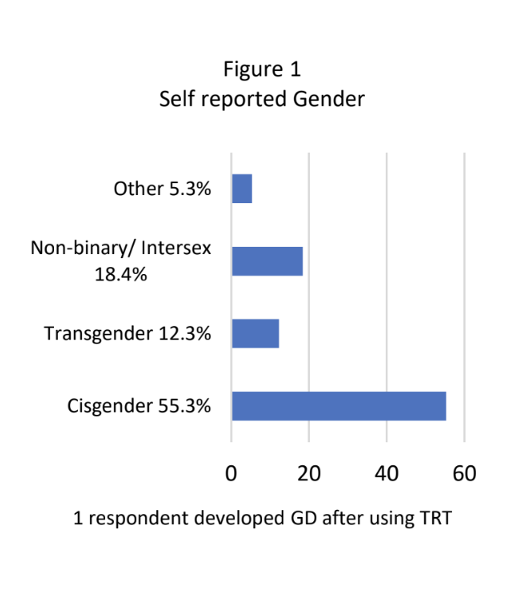 Figure 1
Self reported Gender
Other 5.3%
Non-binary/ Intersex
18.4%
Transgender 12.3%
Cisgender 55.3%
0 20 40 60
1 respondent developed GD after using TRT